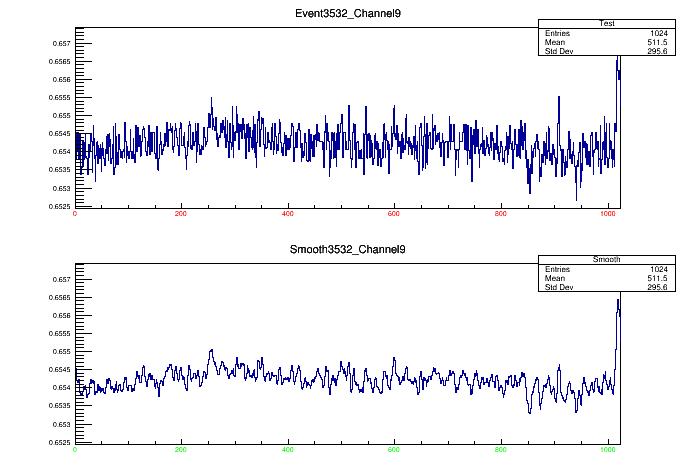 Event3532_Channel9
Test
Entries 1024
Mean 511.5
Std Dev 295.6
0.657
0.6565
0.656
0.6555
0.655
0.6545
0.654
0.6535
0.653
0.6525
0 200 400 600 800 1000
Smooth3532_Channel9
Smooth
Entries 1024
Mean 511.5
Std Dev 295.6
0.657
0.6565
0.656
0.6555
0.655
0.6545
0.654
0.6535
0.653
0.6525
0 200 400 600 800 1000